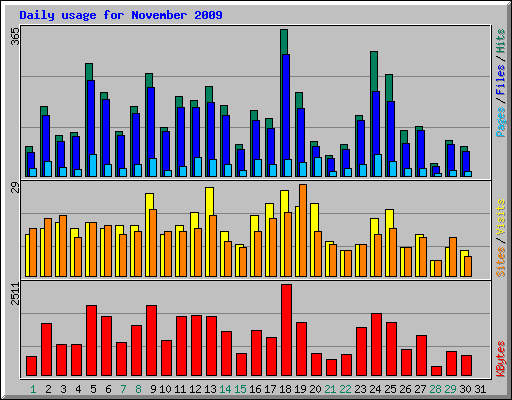 Daily usage for November 2009
365
Pages / Files / Hits
29
Sites / Visits
2511
KBytes
1 2 3 4 5 6 7 8 9 10 11 12 13 14 15 16 17 18 19 20 21 22 23 24 25 26 27 28 29 30 31